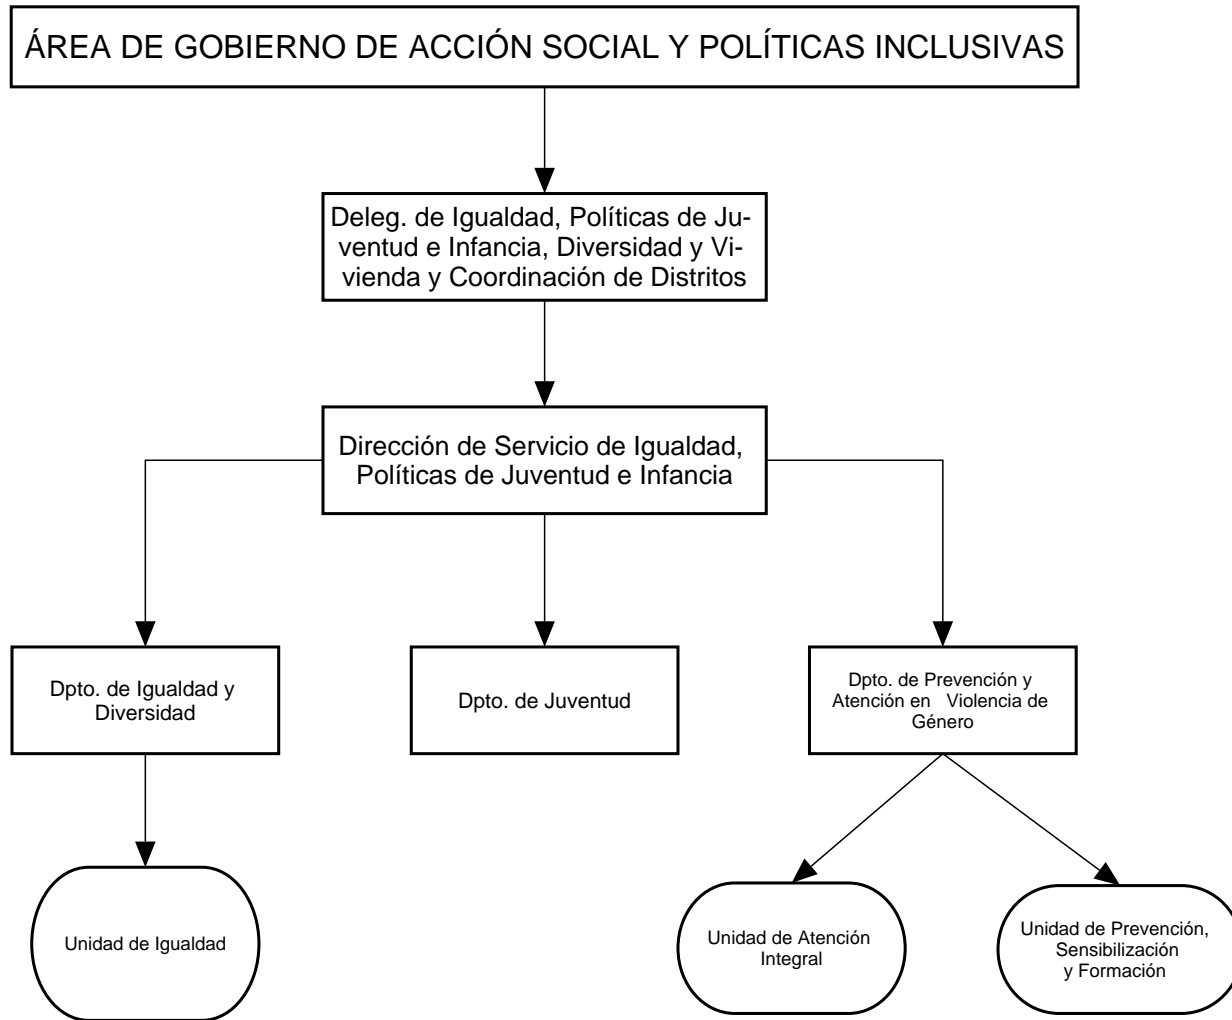 ÁREA DE GOBIERNO DE ACCIÓN SOCIAL Y POLÍTICAS INCLUSIVAS
Deleg. de Igualdad, Políticas de Ju-
ventud e Infancia, Diversidad y Vi-
vienda y Coordinación de Distritos
Dirección de Servicio de Igualdad,
Políticas de Juventud e Infancia
Dpto. de Igualdad y
Diversidad
Dpto. de Juventud
Dpto. de Prevención y
Atención en Violencia de
Género
Unidad de Igualdad
Unidad de Atención
Integral
Unidad de Prevención,
Sensibilización
y Formación